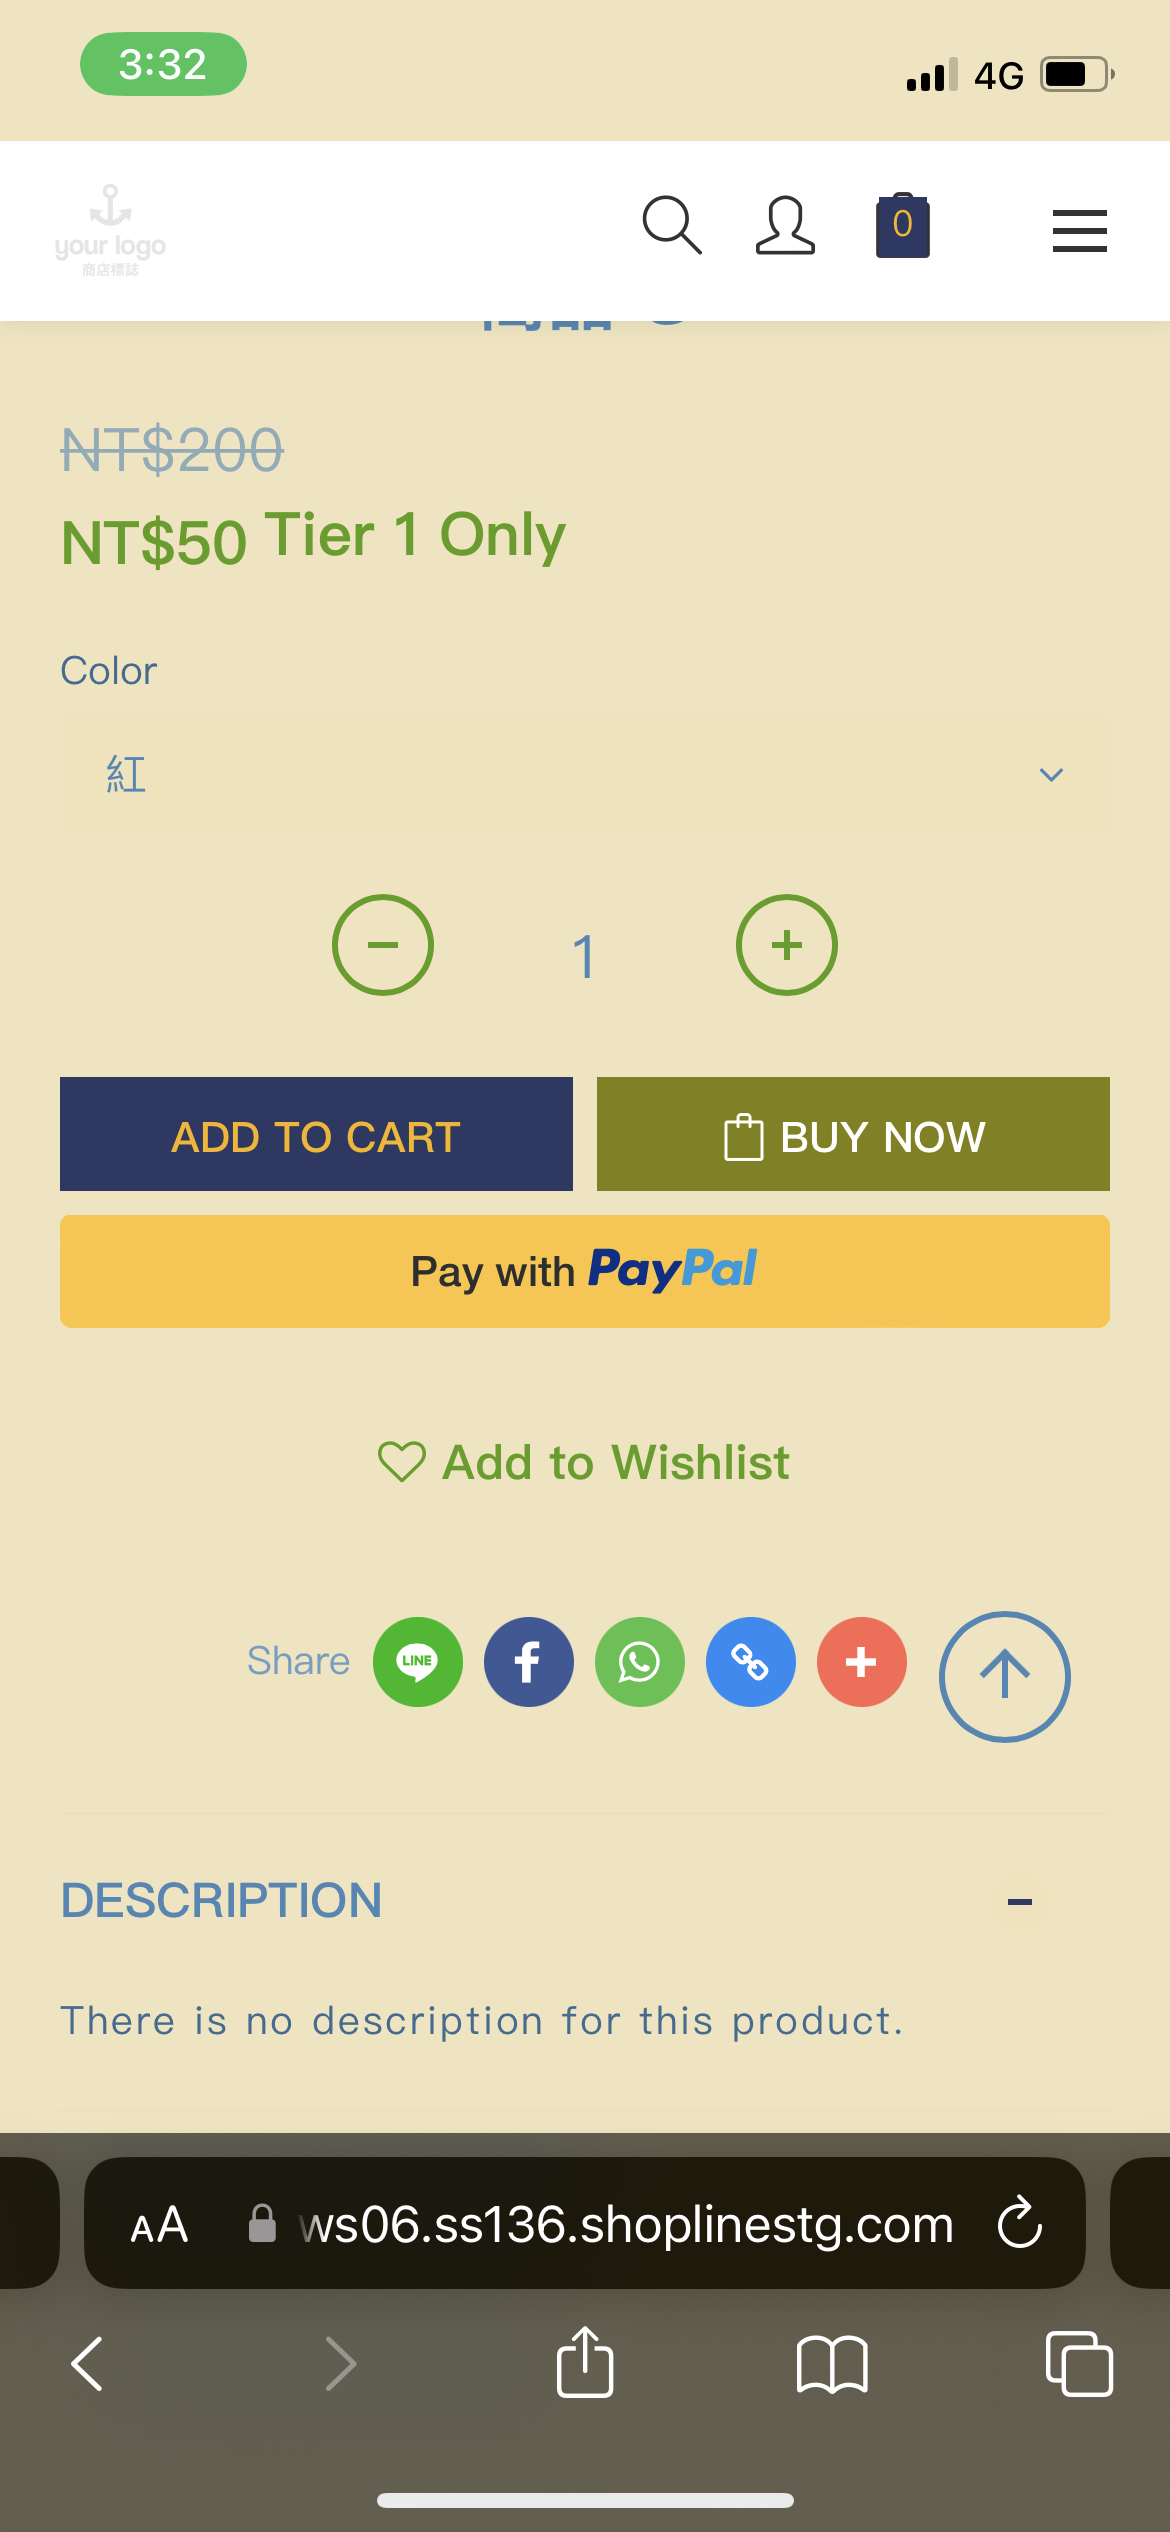 3:32
4G
your logo
商店標誌
0
NT$200
NT$50 Tier 1 Only
Color
紅
1
ADD TO CART
BUY NOW
Pay with PayPal
Add to Wishlist
Share
LINE
DESCRIPTION
There is no description for this product.
AA
ws06.ss136.shoplinestg.com